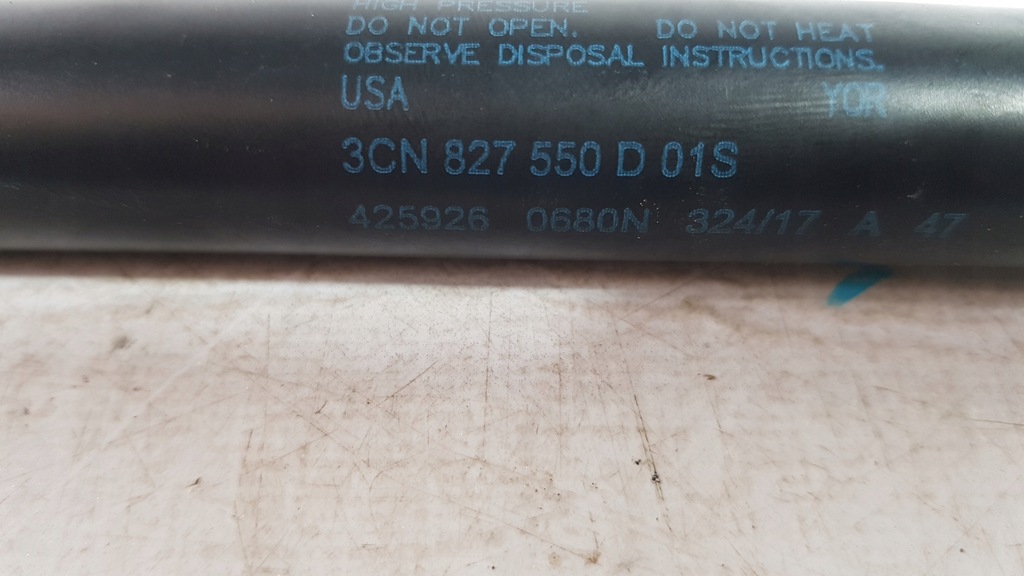 HIGH PRESSURE
DO NOT OPEN. DO NOT HEAT
OBSERVE DISPOSAL INSTRUCTIONS.
USA YOR
3CN 827 550 D 01S
425926 0680N 324/17 A 47